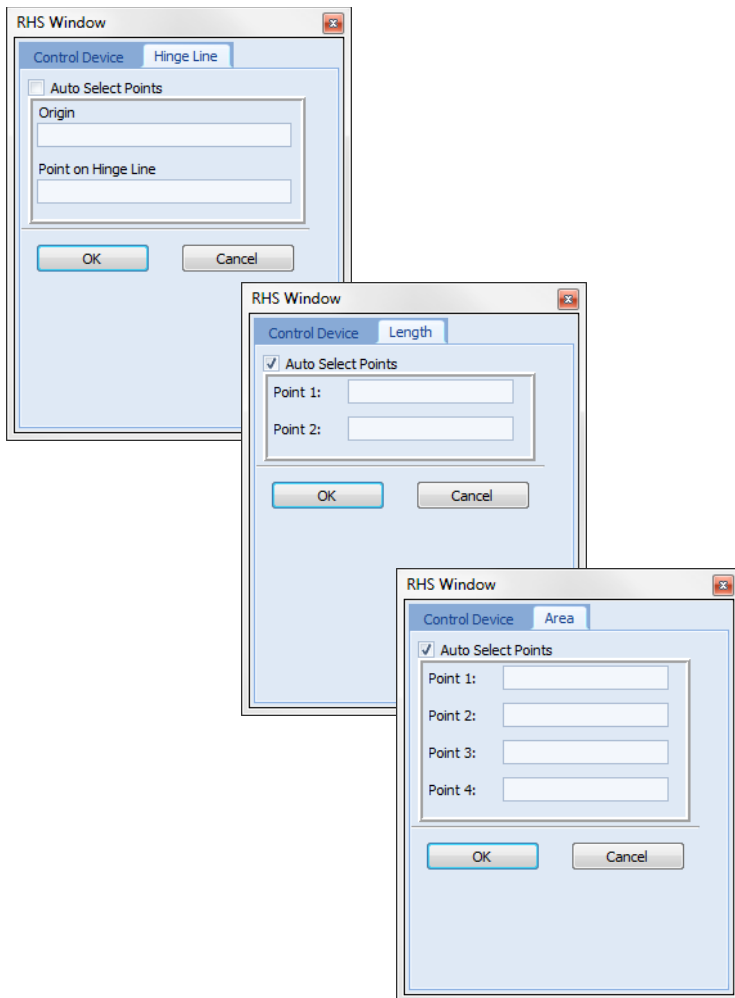 RHS Window
Control Device Hinge Line
Auto Select Points
Origin
Point on Hinge Line
OK Cancel
RHS Window
Control Device Length
Auto Select Points
Point 1:
Point 2:
OK Cancel
RHS Window
Control Device Area
Auto Select Points
Point 1:
Point 2:
Point 3:
Point 4:
OK Cancel